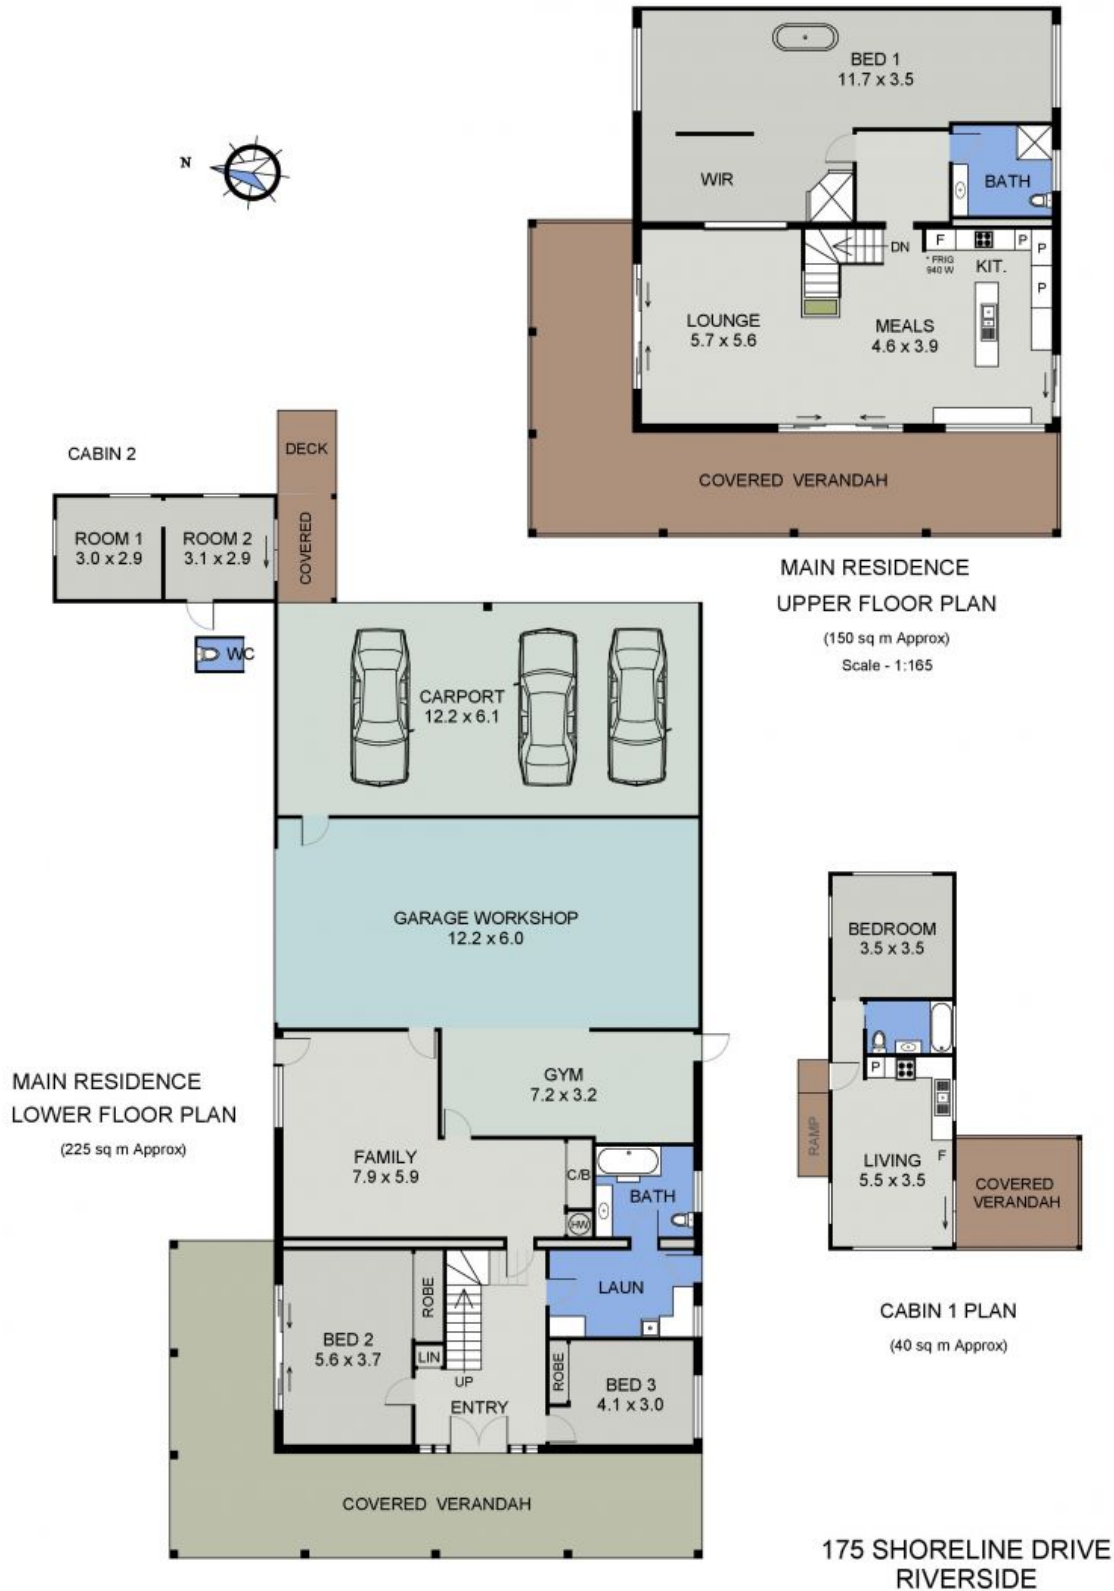 BED 1
11.7 x 3.5
N
WIR
BATH
DN
F
P
P
* FRIG
940 W
KIT.
P
LOUNGE
5.7 x 5.6
MEALS
4.6 x 3.9
COVERED VERANDAH
MAIN RESIDENCE
UPPER FLOOR PLAN
(150 sq m Approx)
Scale - 1:165
CABIN 2
DECK
ROOM 1
3.0 x 2.9
ROOM 2
3.1 x 2.9
COVERED
WC
CARPORT
12.2 x 6.1
GARAGE WORKSHOP
12.2 x 6.0
MAIN RESIDENCE
LOWER FLOOR PLAN
(225 sq m Approx)
GYM
7.2 x 3.2
FAMILY
7.9 x 5.9
C/B
HW
BATH
LAUN
ROBE
BED 2
5.6 x 3.7
LIN
UP
ENTRY
ROBE
BED 3
4.1 x 3.0
COVERED VERANDAH
BEDROOM
3.5 x 3.5
P
RAMP
LIVING
5.5 x 3.5
F
COVERED
VERANDAH
CABIN 1 PLAN
(40 sq m Approx)
175 SHORELINE DRIVE
RIVERSIDE